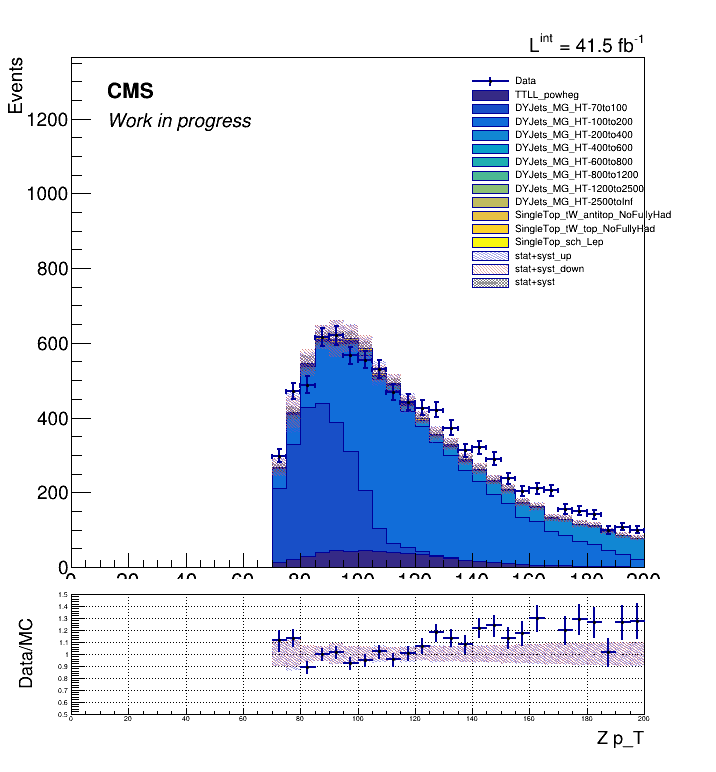 L^int = 41.5 fb^-1
Events
CMS
Work in progress
Data
TTLL_powheg
DYJets_MG_HT-70to100
DYJets_MG_HT-100to200
DYJets_MG_HT-200to400
DYJets_MG_HT-400to600
DYJets_MG_HT-600to800
DYJets_MG_HT-800to1200
DYJets_MG_HT-1200to2500
DYJets_MG_HT-2500toInf
SingleTop_tW_antitop_NoFullyHad
SingleTop_tW_top_NoFullyHad
SingleTop_sch_Lep
stat+syst_up
stat+syst_down
stat+syst
1200
1000
800
600
400
200
0
0 20 40 60 80 100 120 140 160 180 200
Data/MC
1.5
1.4
1.3
1.2
1.1
1
0.9
0.8
0.7
0.6
0.5
0 20 40 60 80 100 120 140 160 180 200
Z p_T